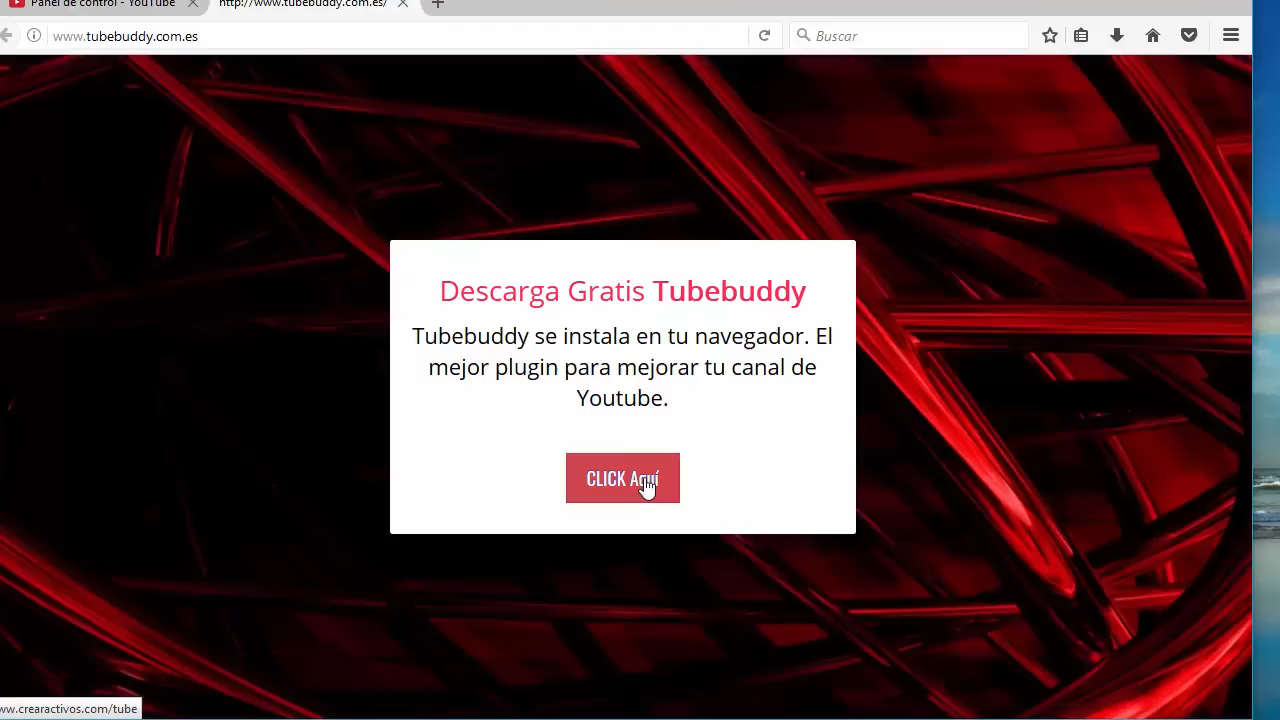 Panel de control - YouTube
http://www.tubebuddy.com.es/
www.tubebuddy.com.es
Buscar
Descarga Gratis Tubebuddy
Tubebuddy se instala en tu navegador. El
mejor plugin para mejorar tu canal de
Youtube.
CLICK Aquí
ww.crearactivos.com/tube